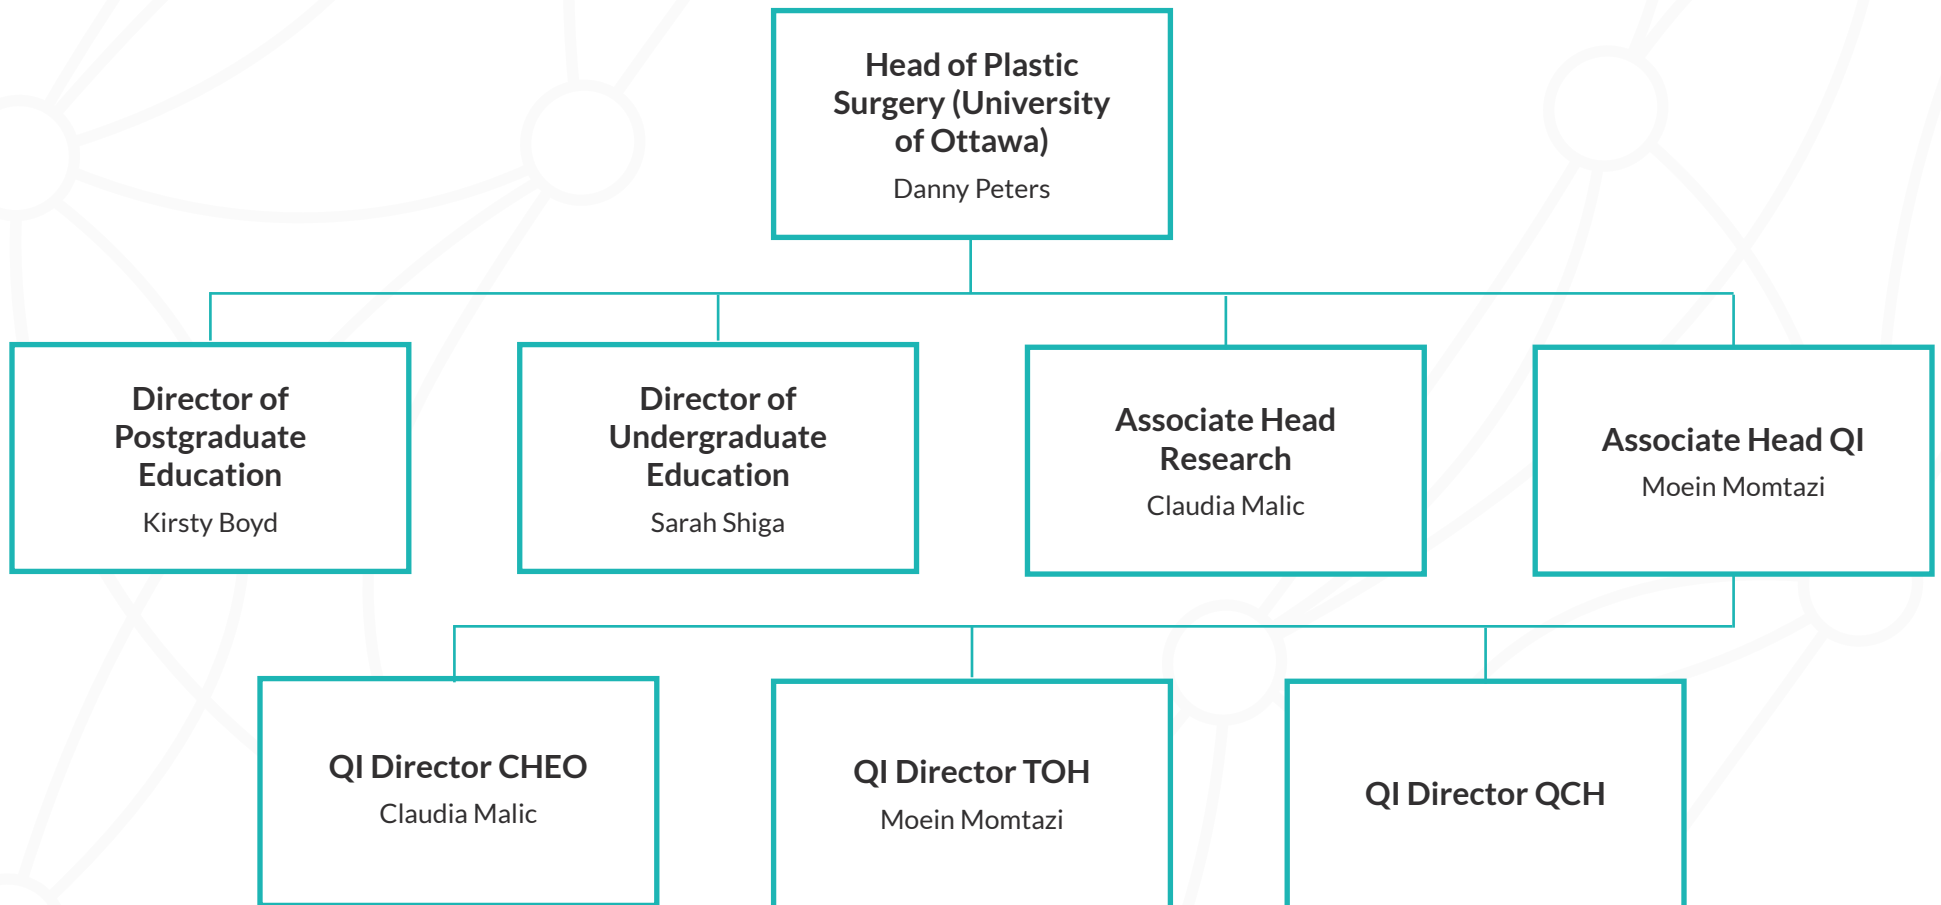 Head of Plastic
Surgery (University
of Ottawa)
Danny Peters
Director of
Postgraduate
Education
Kirsty Boyd
Director of
Undergraduate
Education
Sarah Shiga
Associate Head
Research
Claudia Malic
Associate Head QI
Moein Momtazi
QI Director CHEO
Claudia Malic
QI Director TOH
Moein Momtazi
QI Director QCH